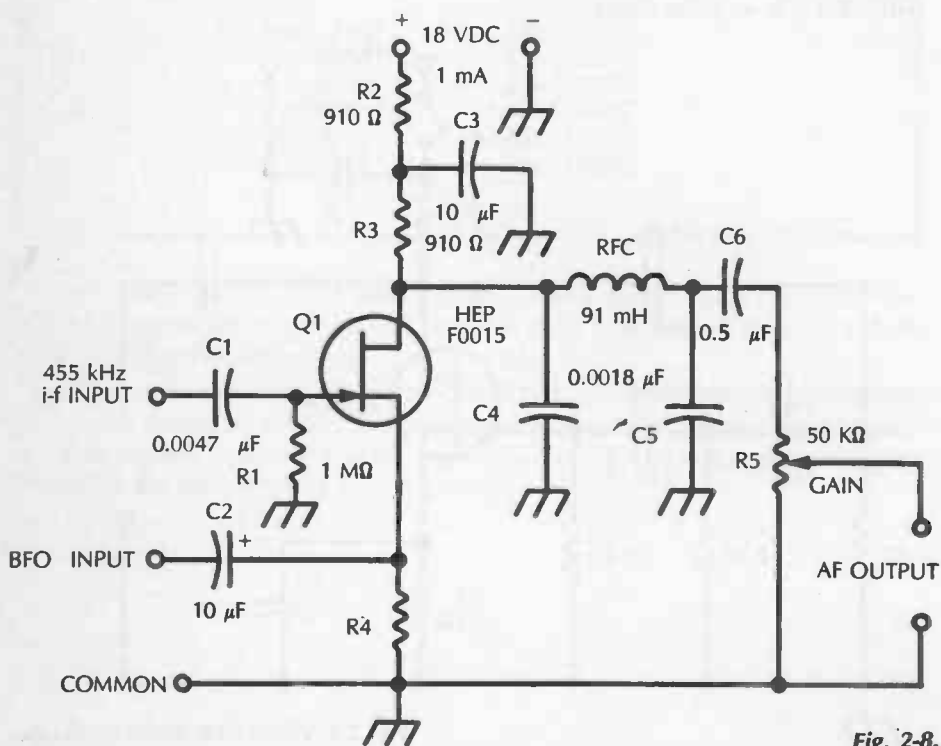 + 18 VDC -
1 mA
R2
910 Ω
C3
10 µF
R3
910 Ω
RFC
C6
Q1
HEP
F0015
91 mH
0.5 µF
455 kHz
i-f INPUT
C1
0.0018 µF
50 KΩ
C4
C5
R5
0.0047 µF
R1
1 MΩ
GAIN
C2
+
BFO INPUT
AF OUTPUT
10 µF
R4
COMMON
Fig. 2-8.